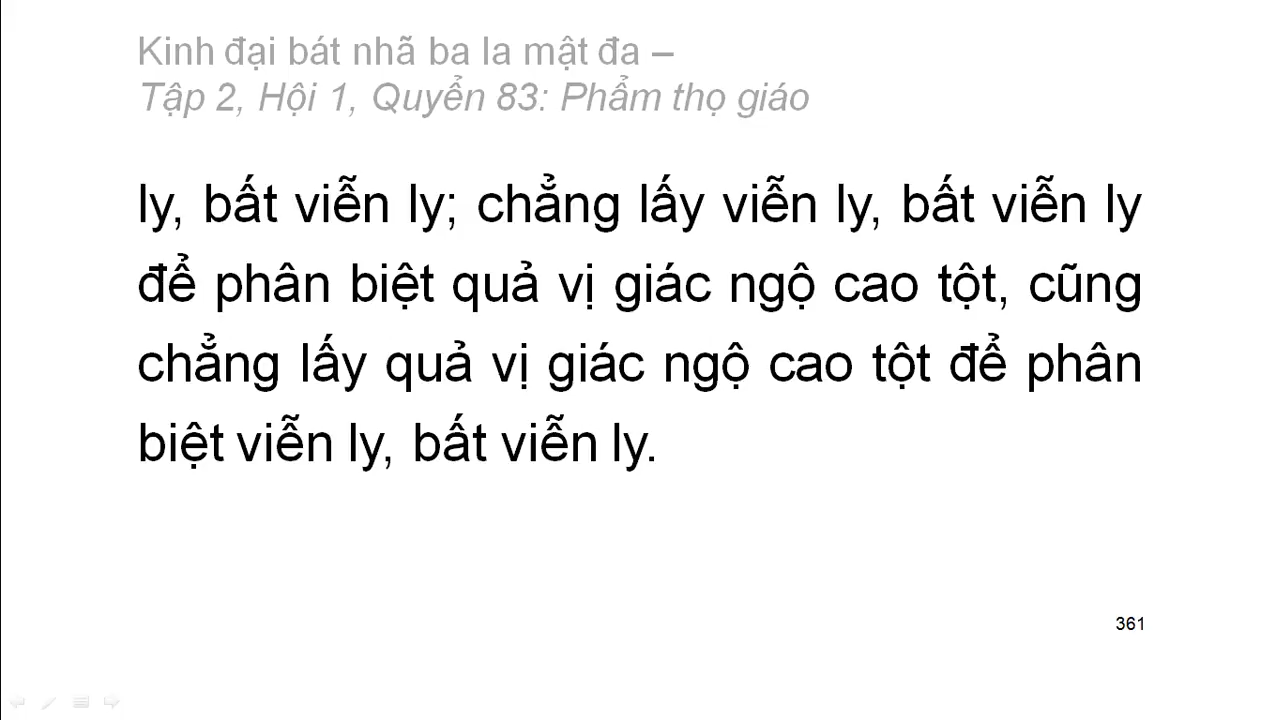 Kinh đại bát nhã ba la mật đa –
Tập 2, Hội 1, Quyển 83: Phẩm thọ giáo
ly, bất viễn ly; chẳng lấy viễn ly, bất viễn ly
để phân biệt quả vị giác ngộ cao tột, cũng
chẳng lấy quả vị giác ngộ cao tột để phân
biệt viễn ly, bất viễn ly.
361